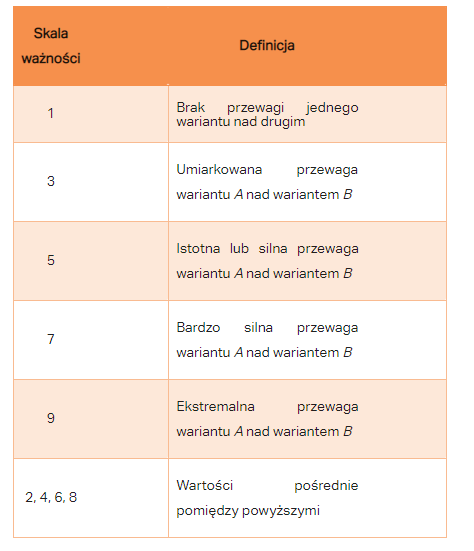 Skala
ważności
Definicja
1
Brak przewagi jednego
wariantu nad drugim
3
Umiarkowana przewaga
wariantu A nad wariantem B
5
Istotna lub silna przewaga
wariantu A nad wariantem B
7
Bardzo silna przewaga
wariantu A nad wariantem B
9
Ekstremalna przewaga
wariantu A nad wariantem B
2, 4, 6, 8
Wartości pośrednie
pomiędzy powyższymi